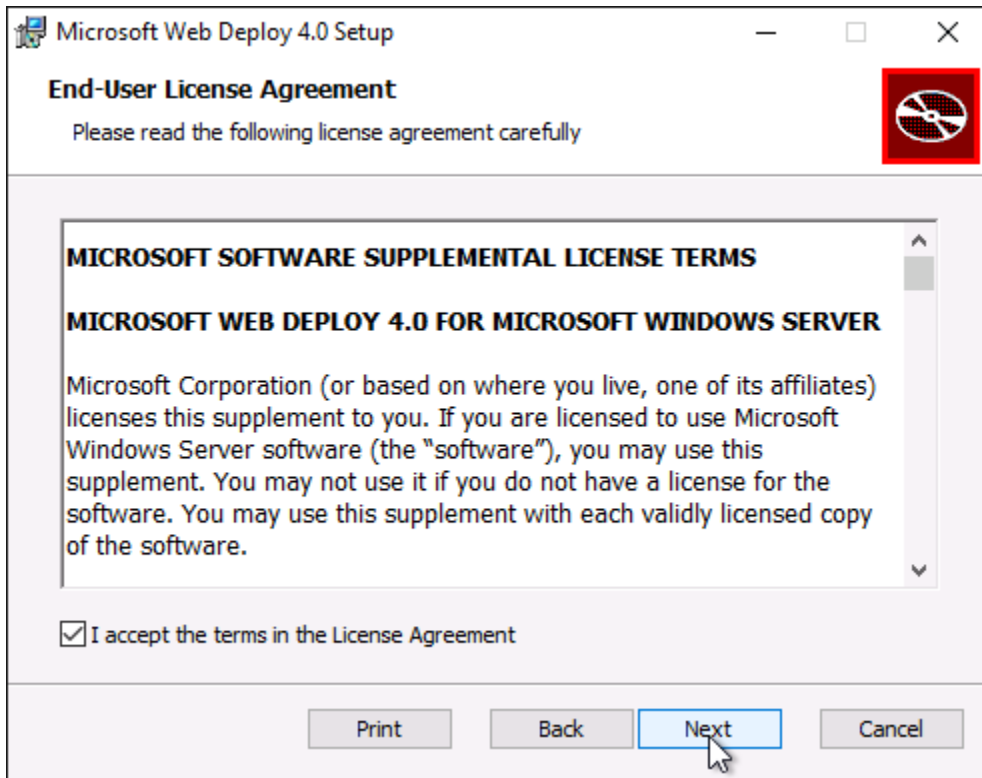 Microsoft Web Deploy 4.0 Setup
End-User License Agreement
Please read the following license agreement carefully
MICROSOFT SOFTWARE SUPPLEMENTAL LICENSE TERMS
MICROSOFT WEB DEPLOY 4.0 FOR MICROSOFT WINDOWS SERVER
Microsoft Corporation (or based on where you live, one of its affiliates)
licenses this supplement to you. If you are licensed to use Microsoft
Windows Server software (the “software”), you may use this
supplement. You may not use it if you do not have a license for the
software. You may use this supplement with each validly licensed copy
of the software.
I accept the terms in the License Agreement
Print Back Next Cancel